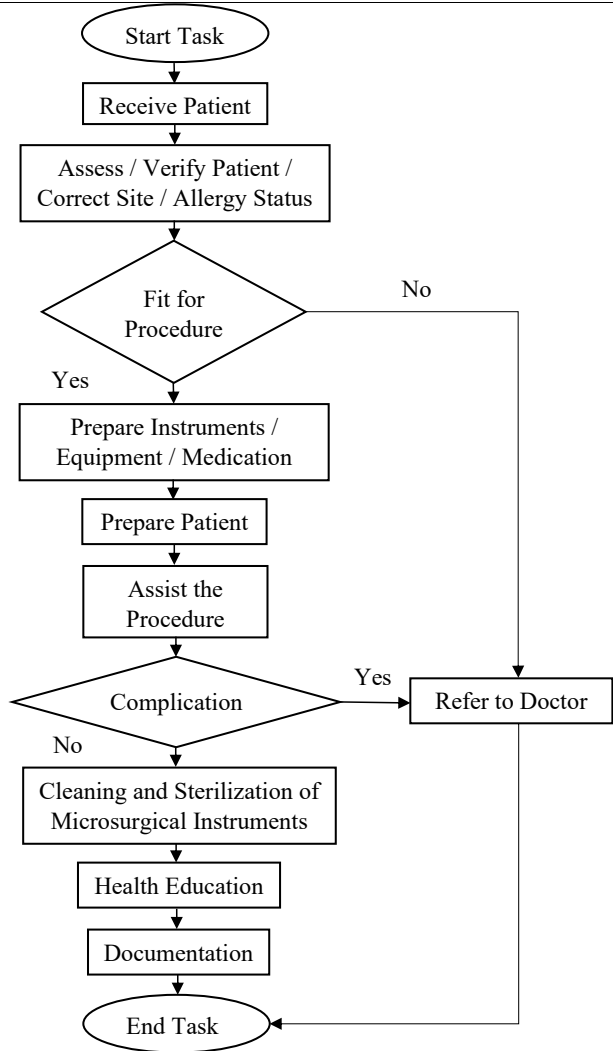 Start Task
Receive Patient
Assess / Verify Patient /
Correct Site / Allergy Status
Fit for
Procedure
No
Yes
Prepare Instruments /
Equipment / Medication
Prepare Patient
Assist the
Procedure
Complication
Yes
Refer to Doctor
No
Cleaning and Sterilization of
Microsurgical Instruments
Health Education
Documentation
End Task